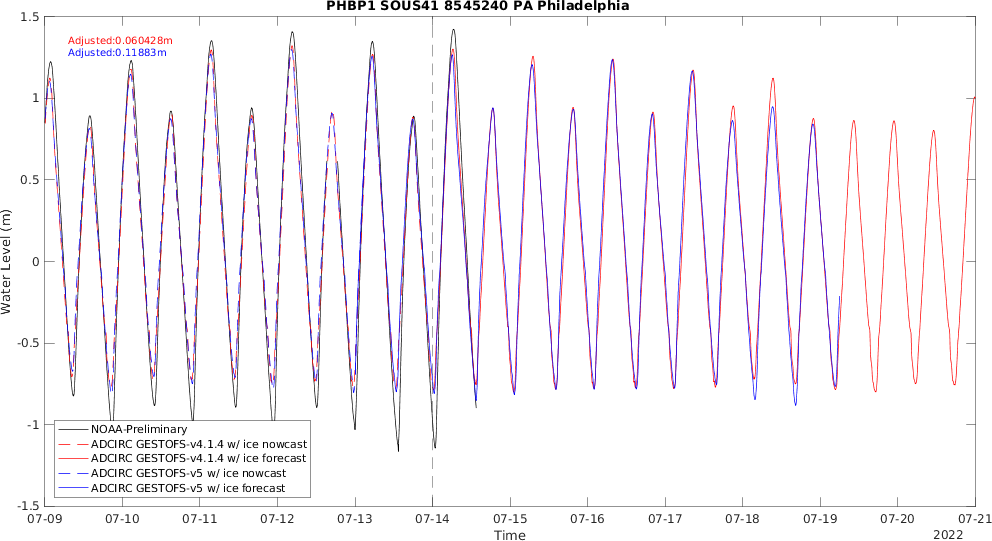 PHBP1 SOUS41 8545240 PA Philadelphia
Adjusted:0.060428m
Adjusted:0.11883m
1.5
1
0.5
0
-0.5
-1
-1.5
Water Level (m)
NOAA-Preliminary
ADCIRC GESTOFS-v4.1.4 w/ ice nowcast
ADCIRC GESTOFS-v4.1.4 w/ ice forecast
ADCIRC GESTOFS-v5 w/ ice nowcast
ADCIRC GESTOFS-v5 w/ ice forecast
07-09 07-10 07-11 07-12 07-13 07-14 07-15 07-16 07-17 07-18 07-19 07-20 07-21
Time
2022